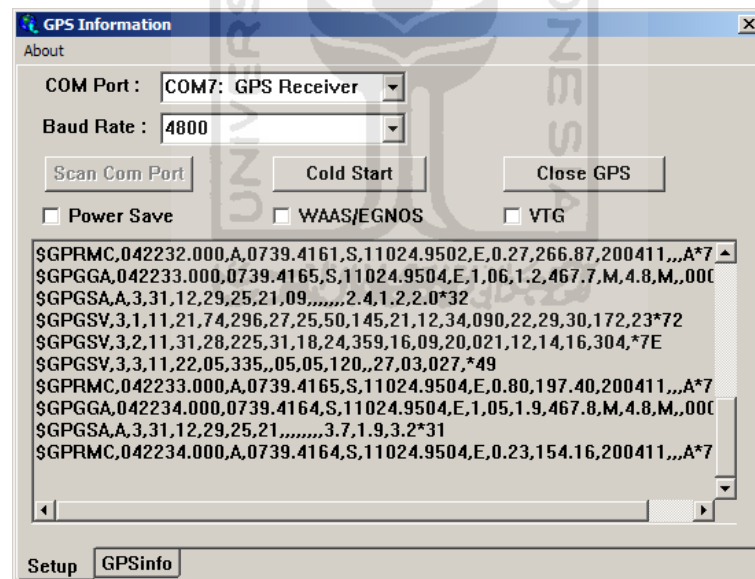 GPS Information
About
COM Port : COM7: GPS Receiver
Baud Rate : 4800
Scan Com Port Cold Start Close GPS
Power Save WAAS/EGNOS VTG
$GPRMC,042232.000,A,0739.4161,S,11024.9502,E,0.27,266.87,200411,,,A*7
$GPGGA,042233.000,0739.4165,S,11024.9504,E,1,06,1.2,467.7,M,4.8,M,,000
$GPGSA,A,3,31,12,29,25,21,09,,,,,,,2.4,1.2,2.0*32
$GPGSV,3,1,11,21,74,296,27,25,50,145,21,12,34,090,22,29,30,172,23*72
$GPGSV,3,2,11,31,28,225,31,18,24,359,16,09,20,021,12,14,16,304,*7E
$GPGSV,3,3,11,22,05,335,,05,05,120,,27,03,027,*49
$GPRMC,042233.000,A,0739.4165,S,11024.9504,E,0.80,197.40,200411,,,A*7
$GPGGA,042234.000,0739.4164,S,11024.9504,E,1,05,1.9,467.8,M,4.8,M,,000
$GPGSA,A,3,31,12,29,25,21,,,,,,,,3.7,1.9,3.2*31
$GPRMC,042234.000,A,0739.4164,S,11024.9504,E,0.23,154.16,200411,,,A*7
Setup GPSinfo